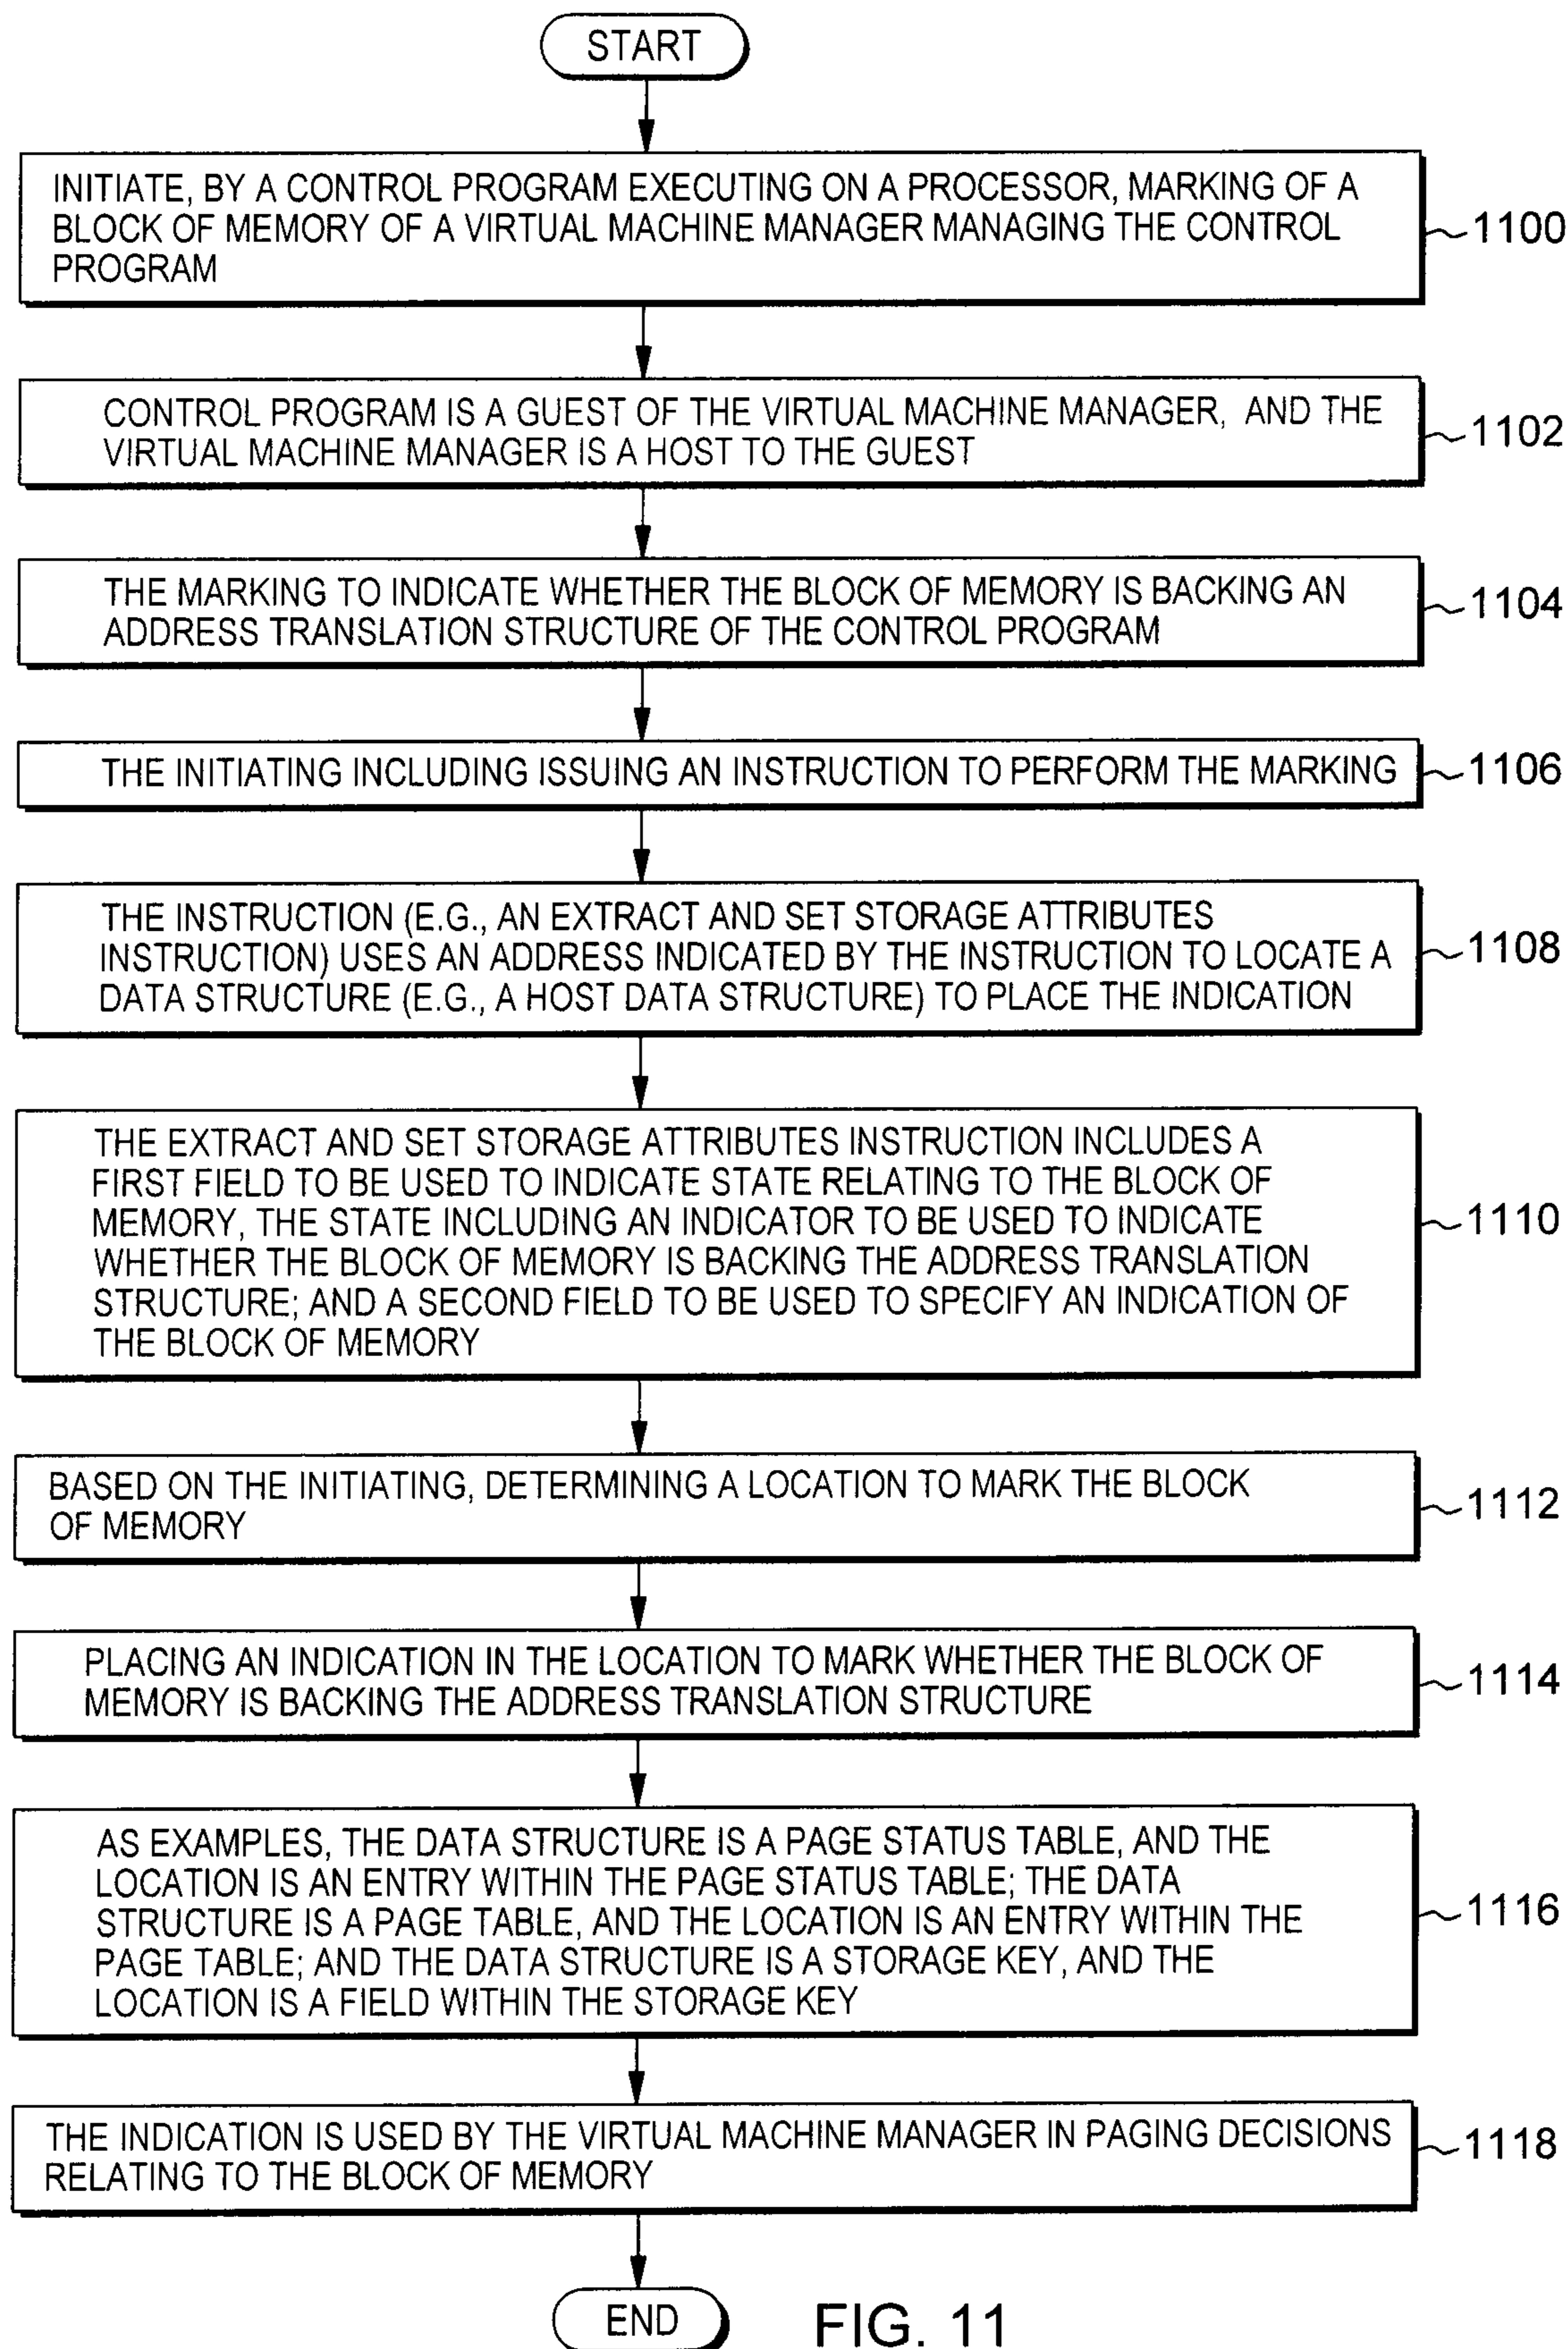 START
INITIATE, BY A CONTROL PROGRAM EXECUTING ON A PROCESSOR, MARKING OF A
BLOCK OF MEMORY OF A VIRTUAL MACHINE MANAGER MANAGING THE CONTROL
PROGRAM
1100
CONTROL PROGRAM IS A GUEST OF THE VIRTUAL MACHINE MANAGER, AND THE
VIRTUAL MACHINE MANAGER IS A HOST TO THE GUEST
1102
THE MARKING TO INDICATE WHETHER THE BLOCK OF MEMORY IS BACKING AN
ADDRESS TRANSLATION STRUCTURE OF THE CONTROL PROGRAM
1104
THE INITIATING INCLUDING ISSUING AN INSTRUCTION TO PERFORM THE MARKING
1106
THE INSTRUCTION (E.G., AN EXTRACT AND SET STORAGE ATTRIBUTES
INSTRUCTION) USES AN ADDRESS INDICATED BY THE INSTRUCTION TO LOCATE A
DATA STRUCTURE (E.G., A HOST DATA STRUCTURE) TO PLACE THE INDICATION
1108
THE EXTRACT AND SET STORAGE ATTRIBUTES INSTRUCTION INCLUDES A
FIRST FIELD TO BE USED TO INDICATE STATE RELATING TO THE BLOCK OF
MEMORY, THE STATE INCLUDING AN INDICATOR TO BE USED TO INDICATE
WHETHER THE BLOCK OF MEMORY IS BACKING THE ADDRESS TRANSLATION
STRUCTURE; AND A SECOND FIELD TO BE USED TO SPECIFY AN INDICATION OF
THE BLOCK OF MEMORY
1110
BASED ON THE INITIATING, DETERMINING A LOCATION TO MARK THE BLOCK
OF MEMORY
1112
PLACING AN INDICATION IN THE LOCATION TO MARK WHETHER THE BLOCK OF
MEMORY IS BACKING THE ADDRESS TRANSLATION STRUCTURE
1114
AS EXAMPLES, THE DATA STRUCTURE IS A PAGE STATUS TABLE, AND THE
LOCATION IS AN ENTRY WITHIN THE PAGE STATUS TABLE; THE DATA
STRUCTURE IS A PAGE TABLE, AND THE LOCATION IS AN ENTRY WITHIN THE
PAGE TABLE; AND THE DATA STRUCTURE IS A STORAGE KEY, AND THE
LOCATION IS A FIELD WITHIN THE STORAGE KEY
1116
THE INDICATION IS USED BY THE VIRTUAL MACHINE MANAGER IN PAGING DECISIONS
RELATING TO THE BLOCK OF MEMORY
1118
END
FIG. 11